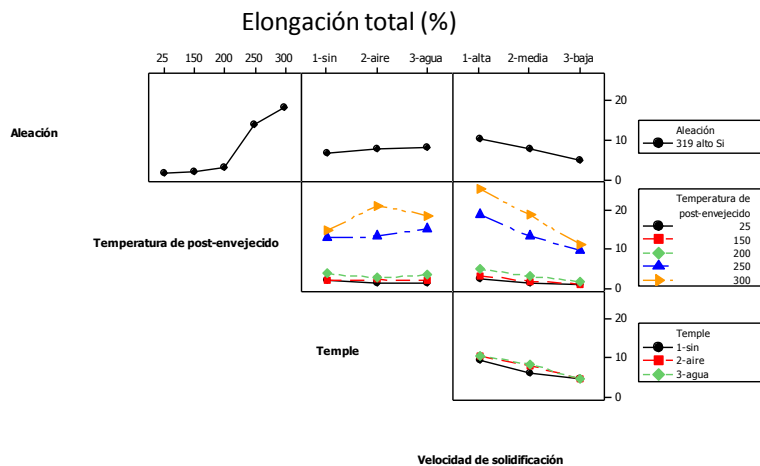 Elongación total (%)
25 150 200 250 300
1-sin 2-aire 3-agua
1-alta 2-media 3-baja
20
10
0
Aleación
Aleación
319 alto Si
20
10
0
Temperatura de post-envejecido
Temperatura de
post-envejecido
25
150
200
250
300
20
10
0
Temple
Temple
1-sin
2-aire
3-agua
Velocidad de solidificación